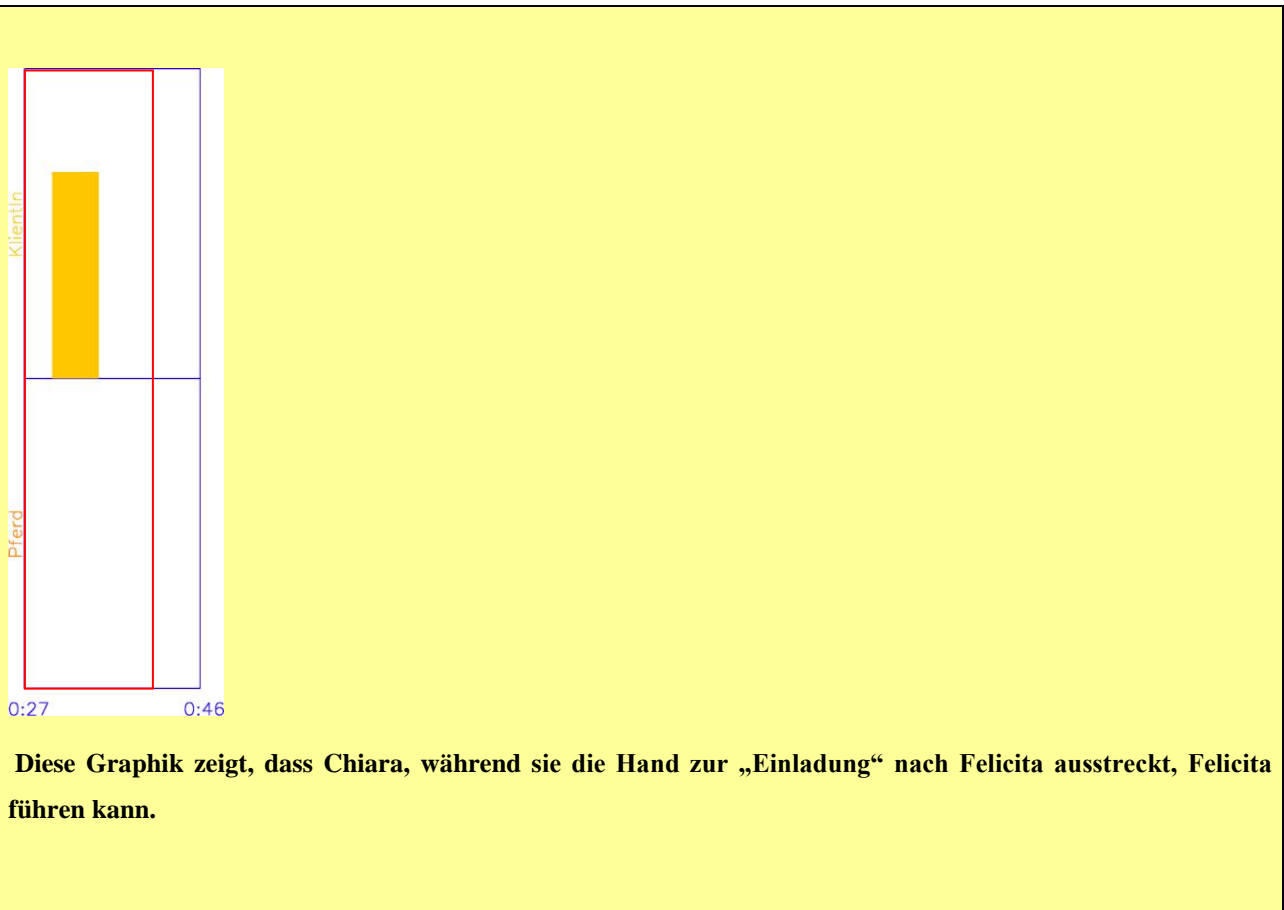 KlientIn
Pferd
0:27 0:46
Diese Graphik zeigt, dass Chiara, während sie die Hand zur „Einladung“ nach Felicita ausstreckt, Felicita
führen kann.